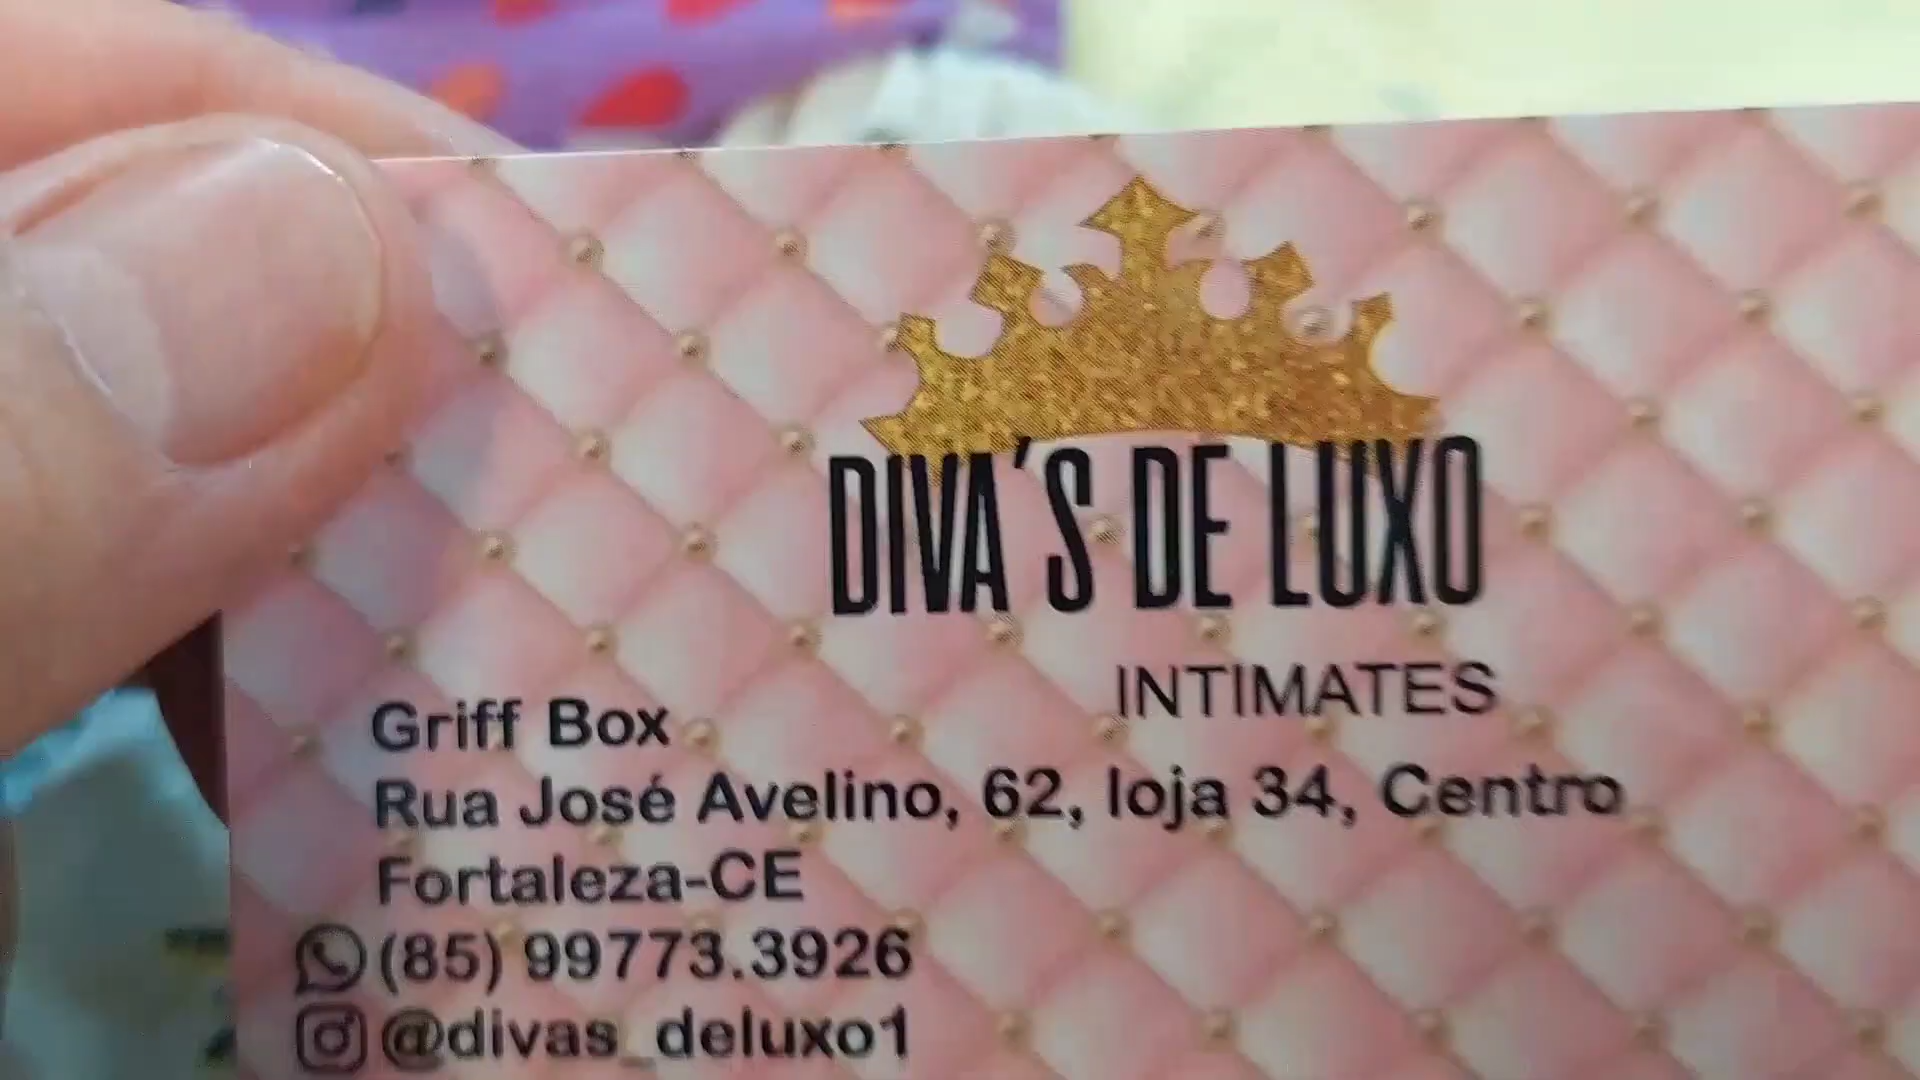 DIVA´S DE LUXO
INTIMATES
Griff Box
Rua José Avelino, 62, loja 34, Centro
Fortaleza-CE
(85) 99773.3926
@divas_deluxo1